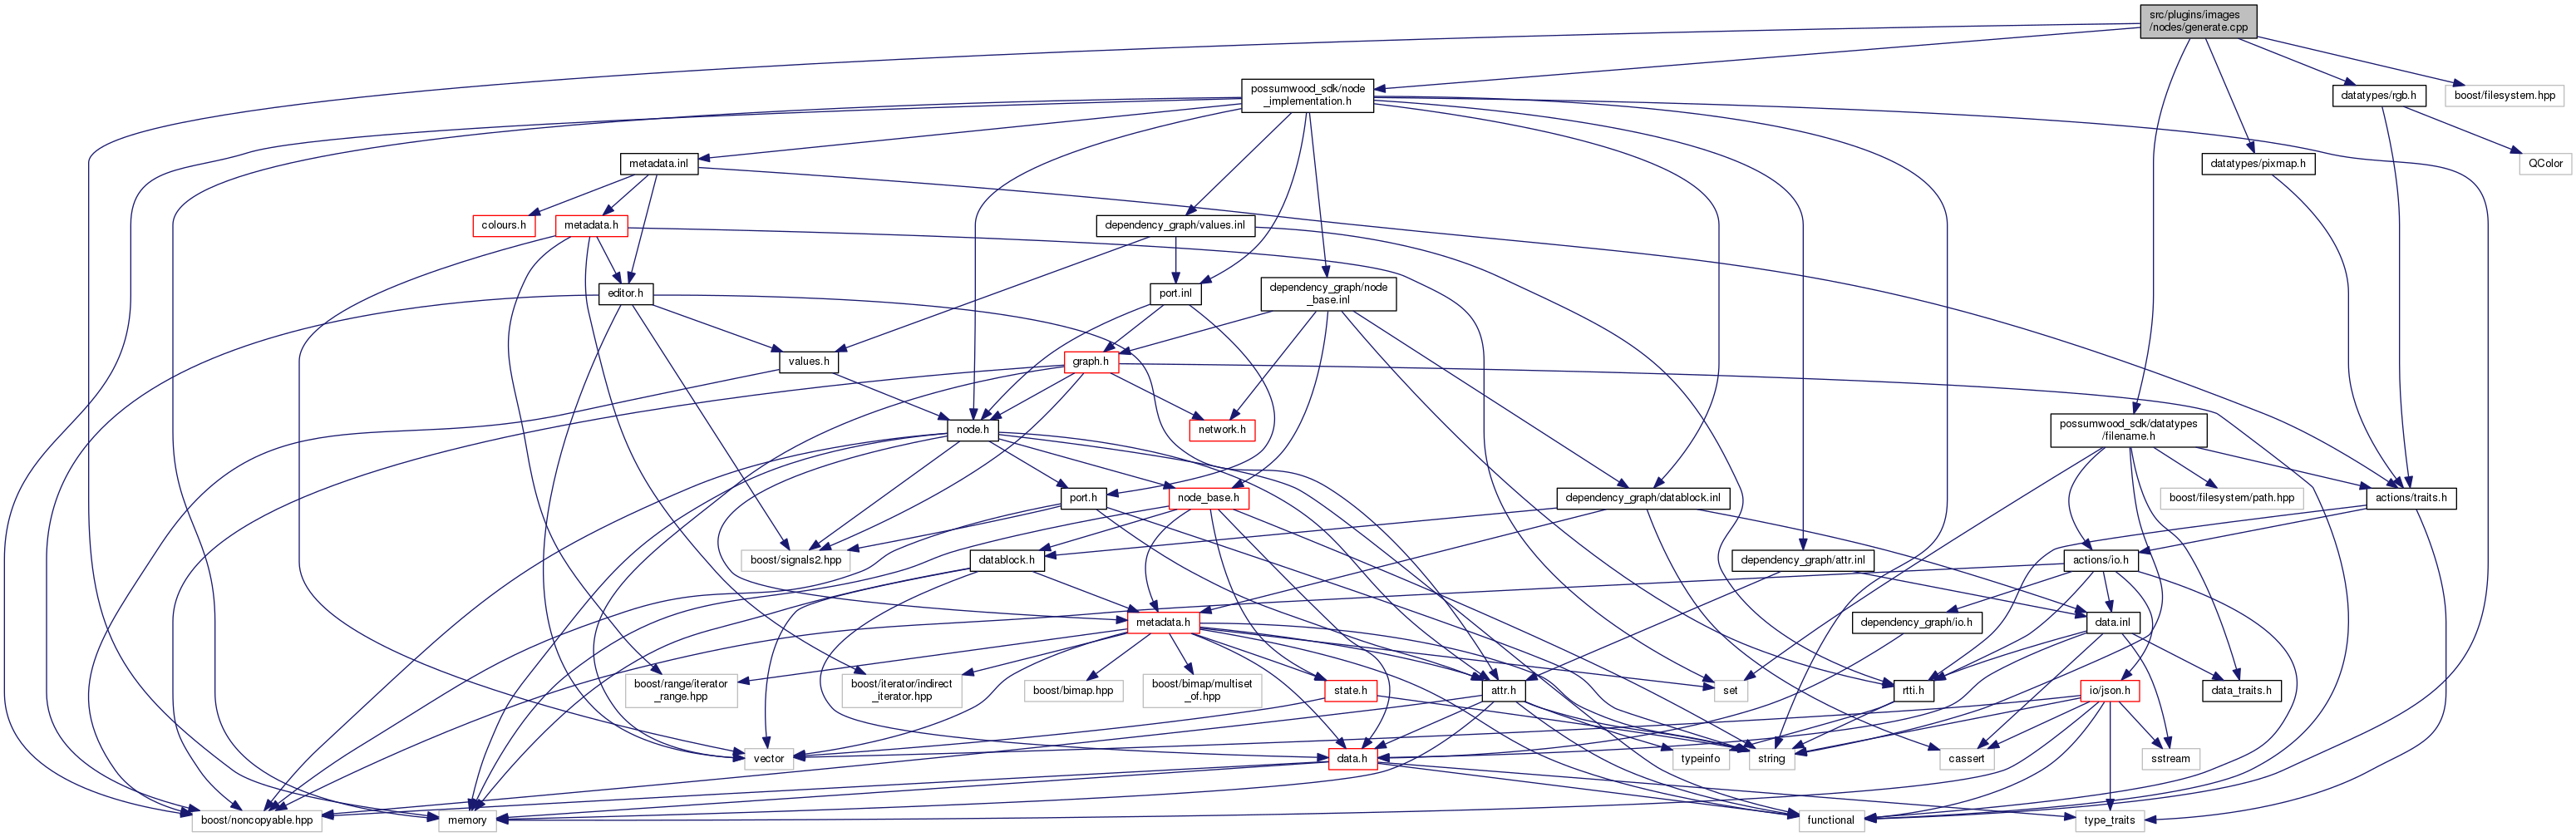 src/plugins/images
/nodes/generate.cpp
possumwood_sdk/node
_implementation.h
datatypes/rgb.h
boost/filesystem.hpp
metadata.inl
datatypes/pixmap.h
QColor
colours.h
metadata.h
dependency_graph/values.inl
editor.h
port.inl
dependency_graph/node
_base.inl
values.h
graph.h
node.h
network.h
possumwood_sdk/datatypes
/filename.h
port.h
node_base.h
dependency_graph/datablock.inl
boost/filesystem/path.hpp
actions/traits.h
boost/signals2.hpp
datablock.h
dependency_graph/attr.inl
actions/io.h
metadata.h
dependency_graph/io.h
data.inl
boost/range/iterator
_range.hpp
boost/iterator/indirect
_iterator.hpp
boost/bimap.hpp
boost/bimap/multiset
_of.hpp
state.h
attr.h
set
rtti.h
io/json.h
data_traits.h
vector
data.h
typeinfo
string
cassert
sstream
boost/noncopyable.hpp
memory
functional
type_traits